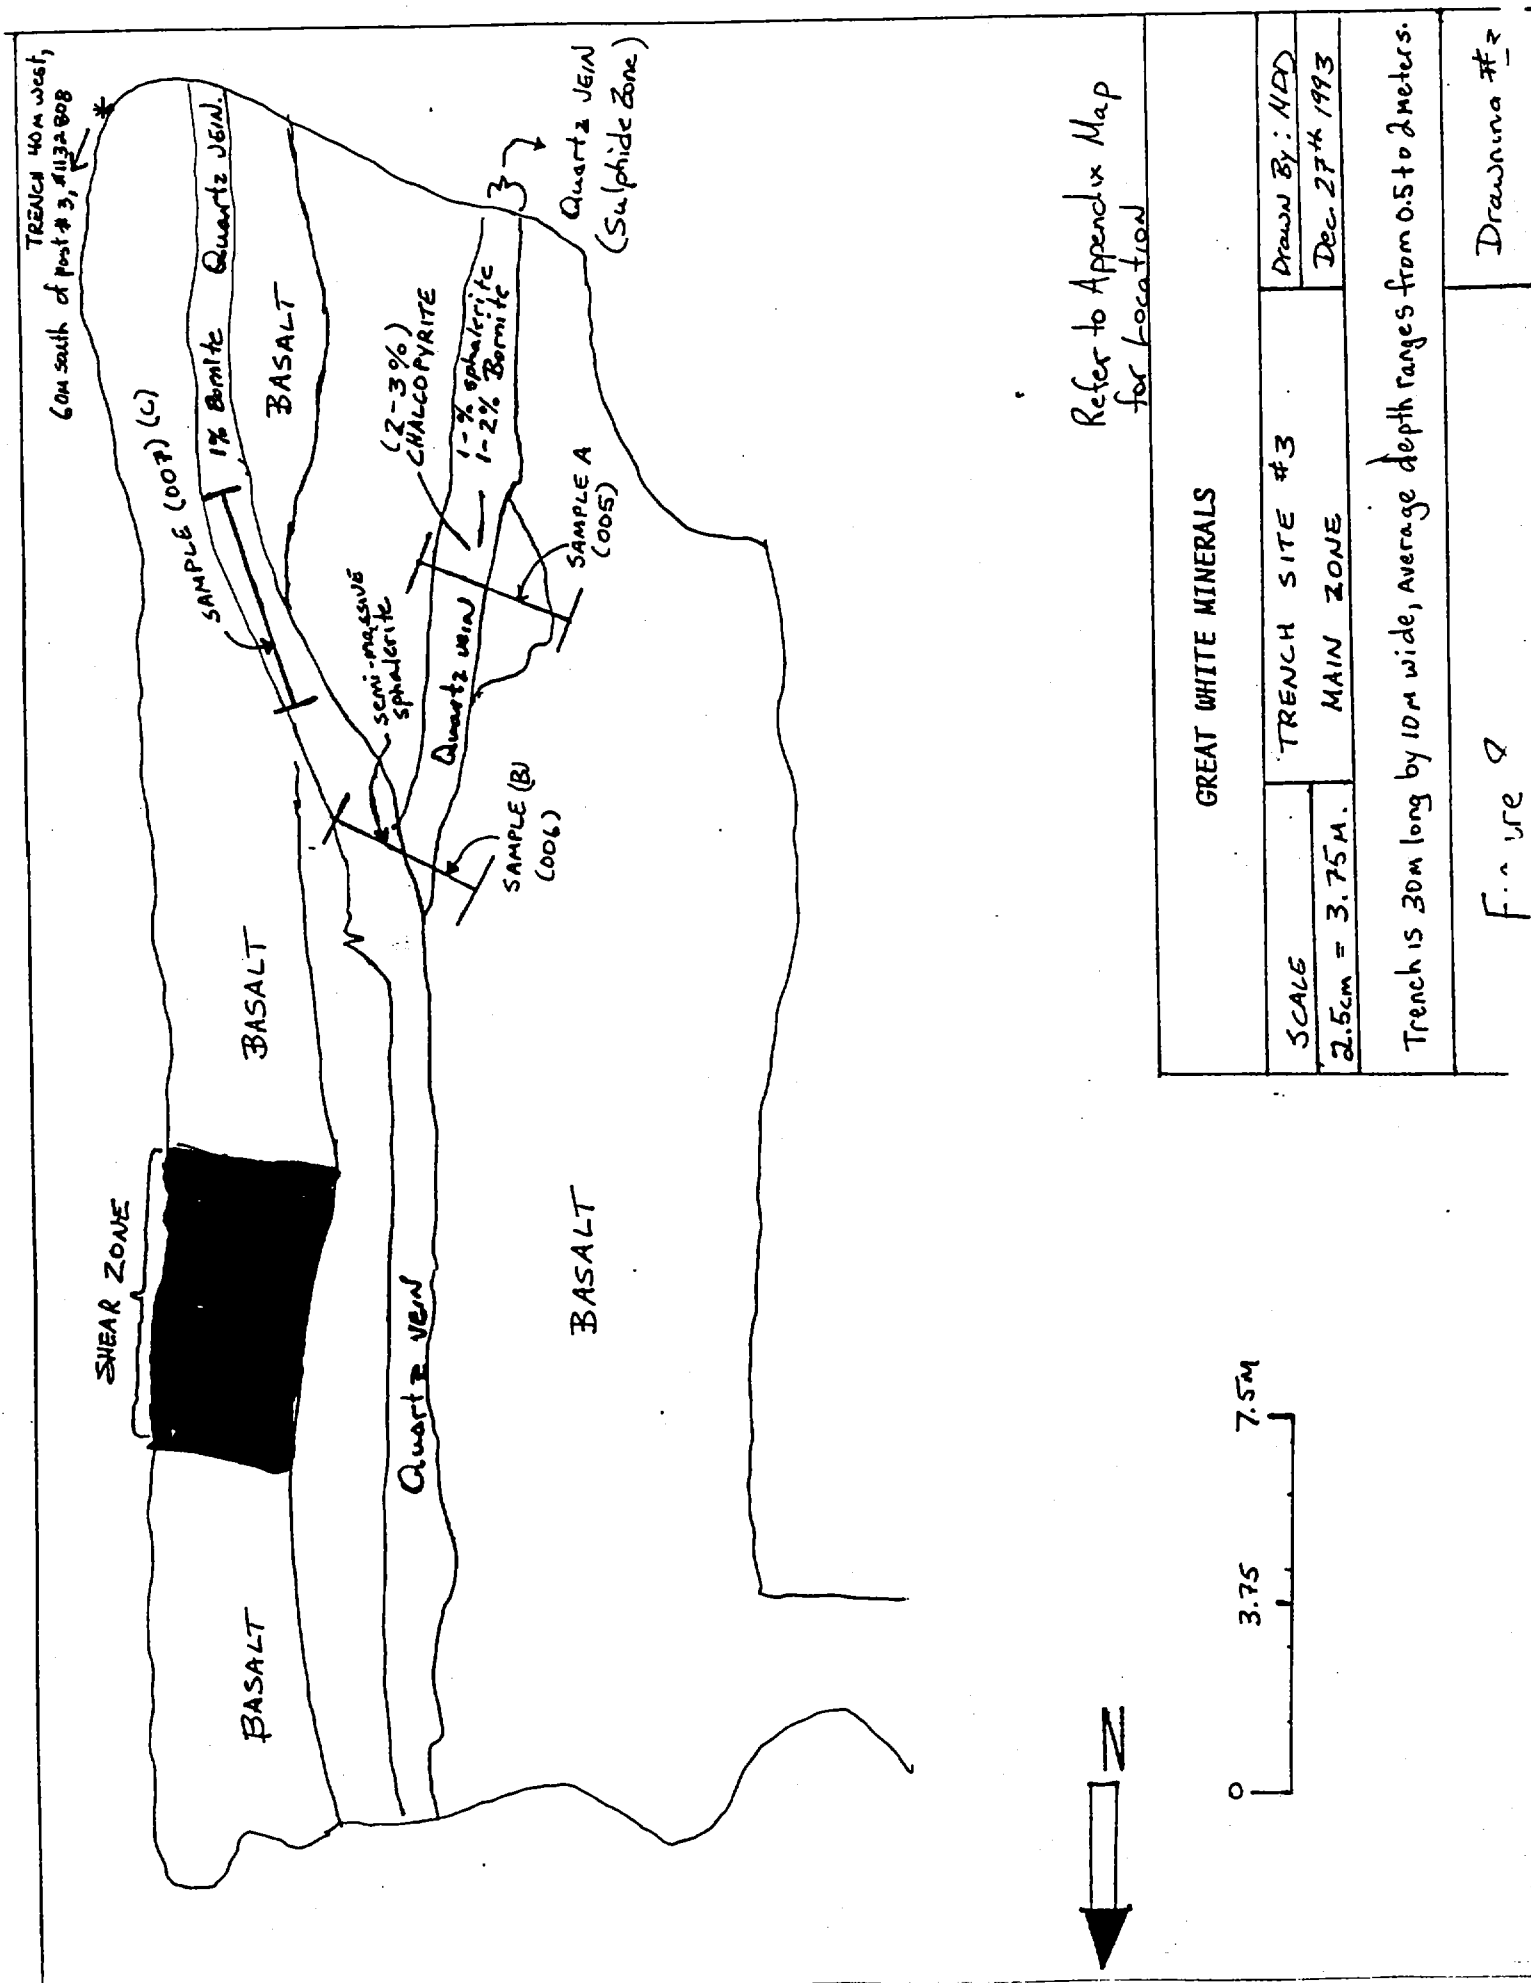 TRENCH 40m west,
60m south of post #3, #1132808
*
SHEAR ZONE
SAMPLE (007) (C)
1% Bornite Quartz VEIN.
BASALT
BASALT
BASALT
(2-3%)
CHALCOPYRITE
semi-massive
sphalerite
1-% sphalerite
1-2% Bornite
Quartz VEIN
(Sulphide Zone)
Quartz VEIN
Quartz VEIN
SAMPLE A
(005)
SAMPLE (B)
(006)
BASALT
Refer to Appendix Map
for Location
N
0 3.75 7.5M
GREAT WHITE MINERALS
SCALE
2.5cm = 3.75M.
TRENCH SITE #3
MAIN ZONE
Drawn By: MDD
Dec. 27th 1993
Trench is 30m long by 10m wide, Average depth ranges from 0.5 to 2 meters.
Drawning #